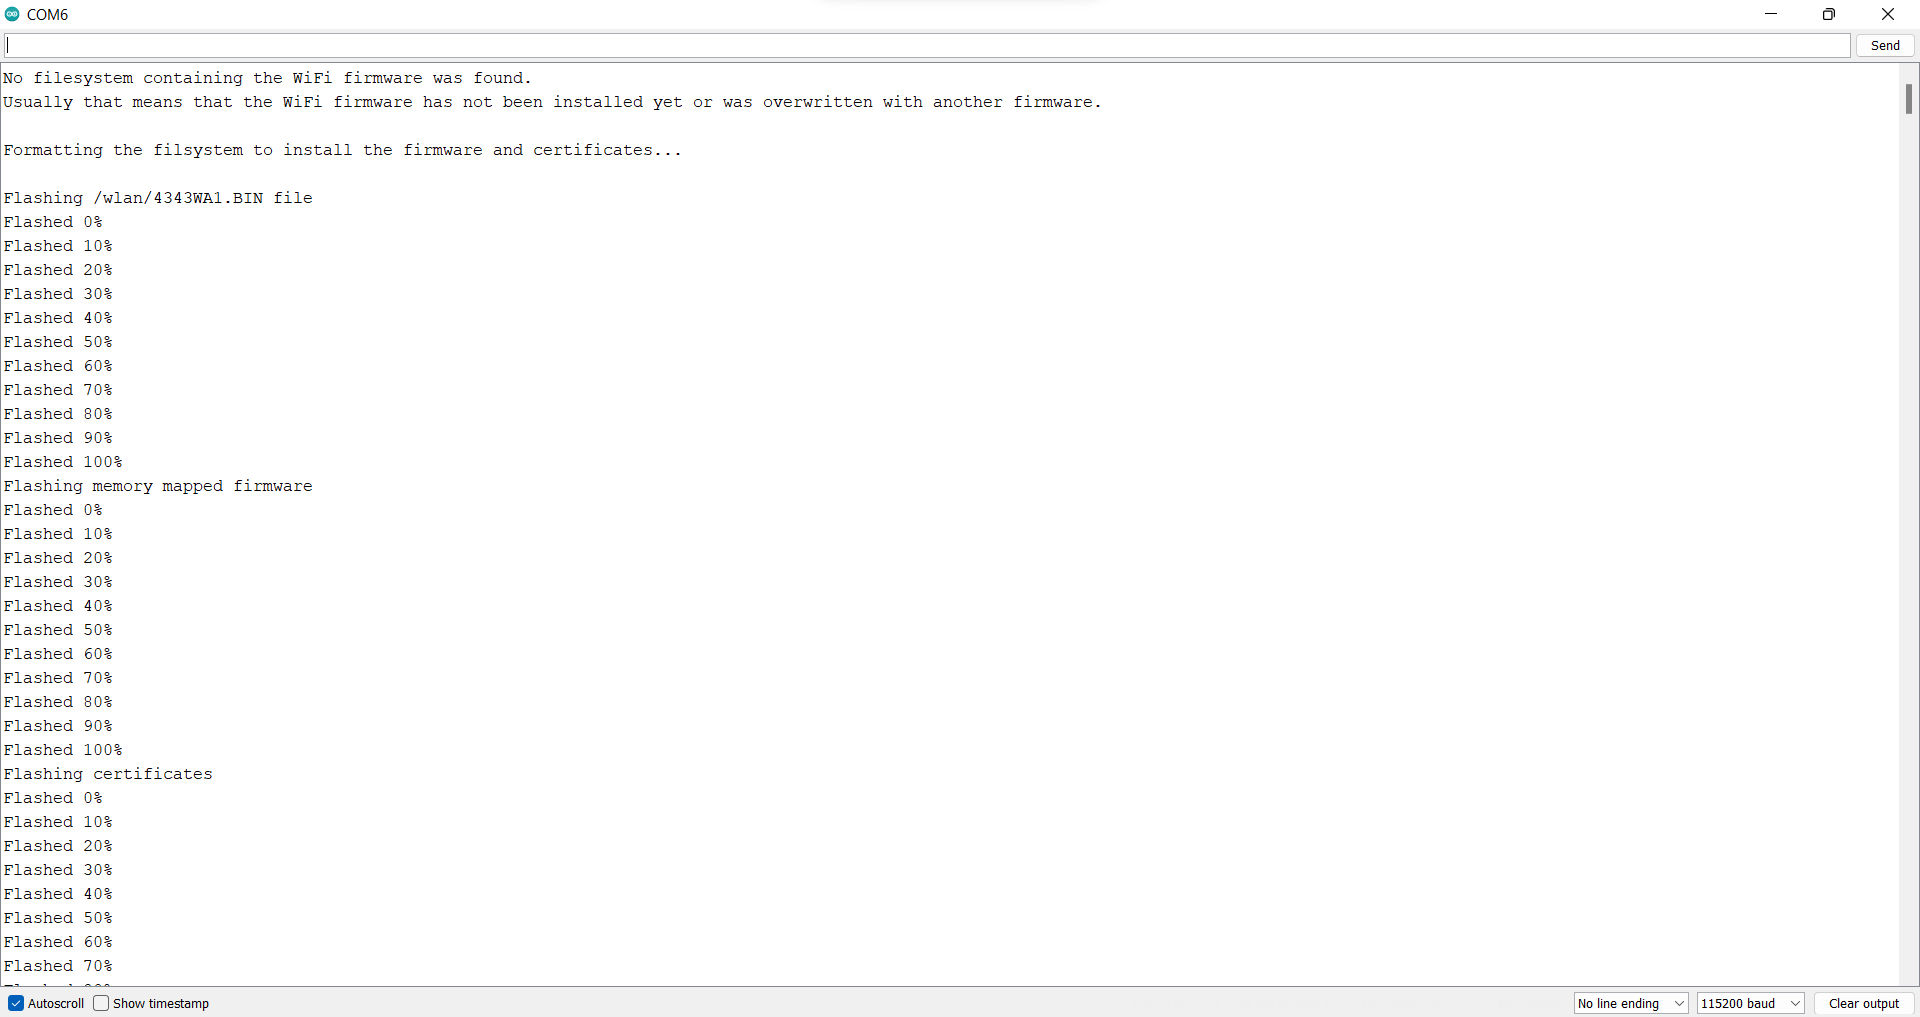 COM6
Send
No filesystem containing the WiFi firmware was found.
Usually that means that the WiFi firmware has not been installed yet or was overwritten with another firmware.
Formatting the filsystem to install the firmware and certificates...
Flashing /wlan/4343WA1.BIN file
Flashed 0%
Flashed 10%
Flashed 20%
Flashed 30%
Flashed 40%
Flashed 50%
Flashed 60%
Flashed 70%
Flashed 80%
Flashed 90%
Flashed 100%
Flashing memory mapped firmware
Flashed 0%
Flashed 10%
Flashed 20%
Flashed 30%
Flashed 40%
Flashed 50%
Flashed 60%
Flashed 70%
Flashed 80%
Flashed 90%
Flashed 100%
Flashing certificates
Flashed 0%
Flashed 10%
Flashed 20%
Flashed 30%
Flashed 40%
Flashed 50%
Flashed 60%
Flashed 70%
Autoscroll Show timestamp No line ending 115200 baud Clear output